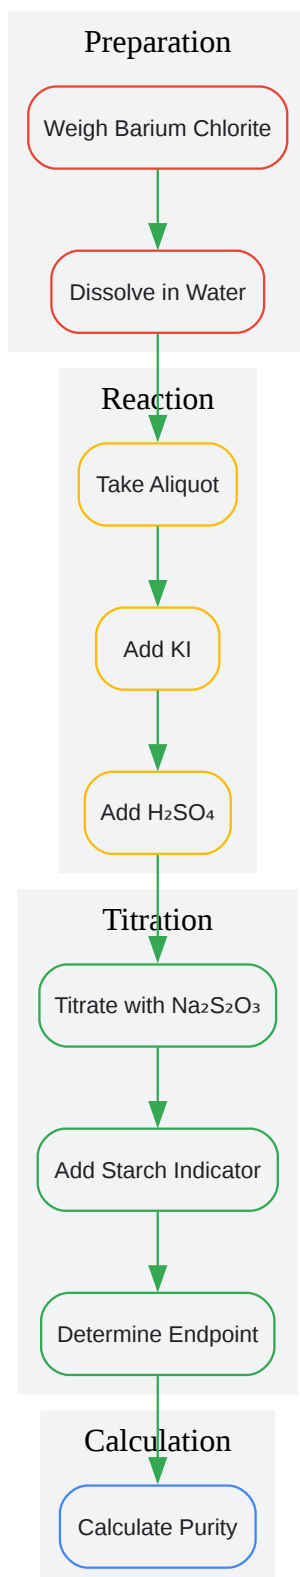 Preparation
Weigh Barium Chlorite
Dissolve in Water
Reaction
Take Aliquot
Add KI
Add H₂SO₄
Titration
Titrate with Na₂S₂O₃
Add Starch Indicator
Determine Endpoint
Calculation
Calculate Purity